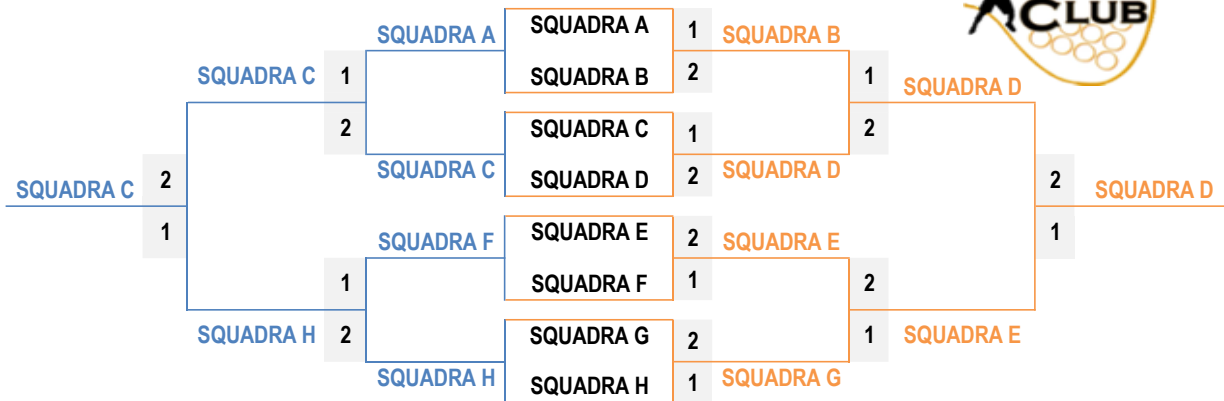 CLUB
SQUADRA A SQUADRA A 1 SQUADRA B
SQUADRA C 1 SQUADRA B 2 1 SQUADRA D
2 SQUADRA C 1 2
SQUADRA C 2 SQUADRA C SQUADRA D 2 SQUADRA D 2 SQUADRA D
1 SQUADRA F SQUADRA E 2 SQUADRA E 1
1 SQUADRA F 1 2
SQUADRA H 2 SQUADRA G 2 1 SQUADRA E
SQUADRA H SQUADRA H 1 SQUADRA G